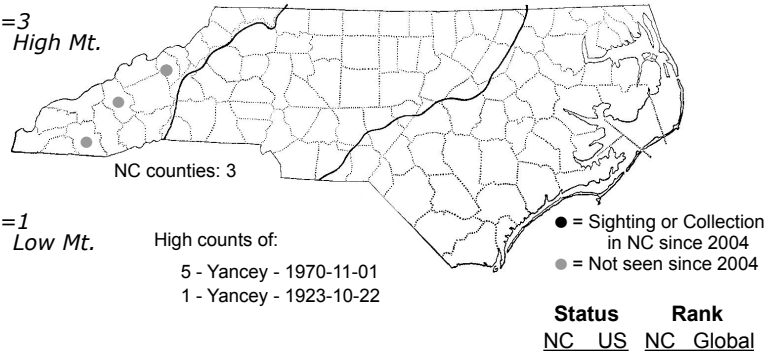 =3
High Mt.
NC counties: 3
=1
Low Mt.
High counts of:
5 - Yancey - 1970-11-01
1 - Yancey - 1923-10-22
● = Sighting or Collection
in NC since 2004
● = Not seen since 2004
Status Rank
NC US NC Global